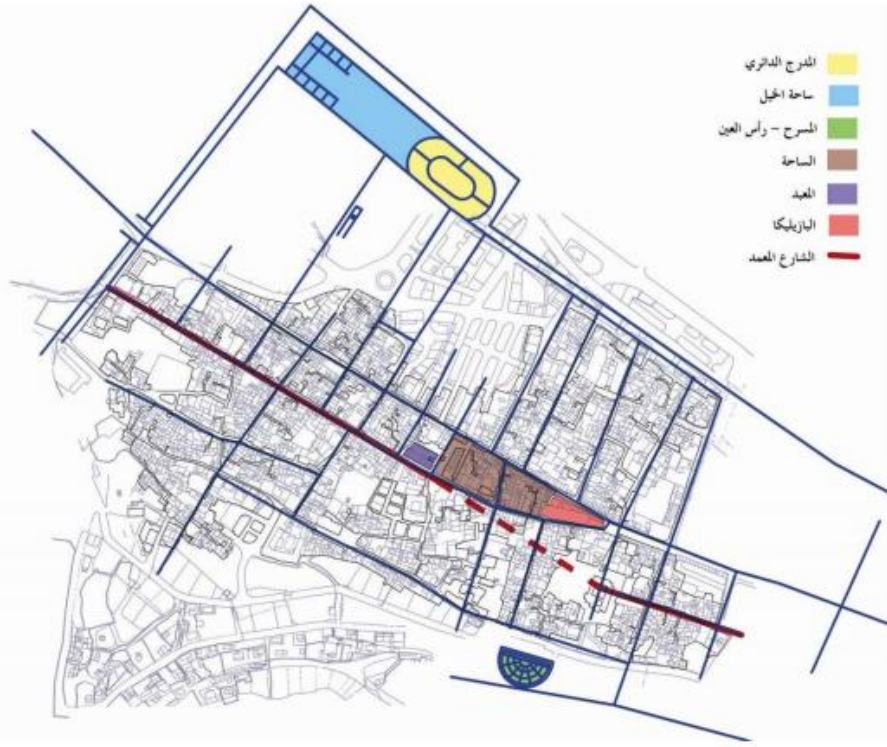 المدرج الدائري
ساحة الخيل
المسرح - رأس العين
الساحة
المعبد
البازيليكا
الشارع المعمد